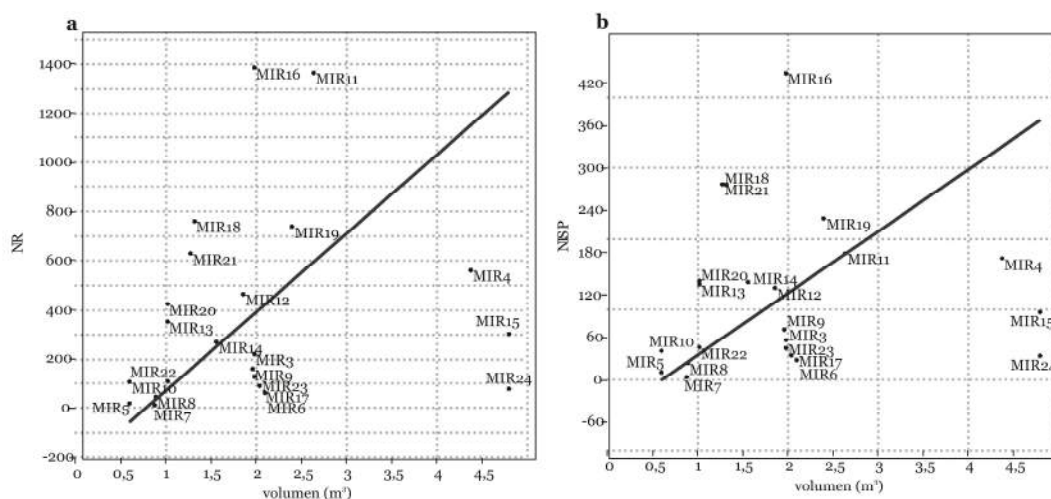 a
1400
1200
1000
800
600
400
200
0
-200
NR
MIR16
MIR11
MIR18
MIR19
MIR21
MIR4
MIR12
MIR20
MIR15
MIR13
MIR14
MIR3
MIR22
MIR9
MIR10
MIR24
MIR23
MIR5
MIR8
MIR17
MIR7
MIR6
0 0,5 1 1,5 2 2,5 3 3,5 4 4,5
volumen (m³)
b
420
360
300
240
180
120
60
0
-60
NISP
MIR16
MIR18
MIR21
MIR19
MIR11
MIR4
MIR20
MIR14
MIR13
MIR12
MIR9
MIR15
MIR10
MIR3
MIR23
MIR22
MIR5
MIR17
MIR2
MIR8
MIR6
MIR7
0 0,5 1 1,5 2 2,5 3 3,5 4 4,5
volumen (m³)